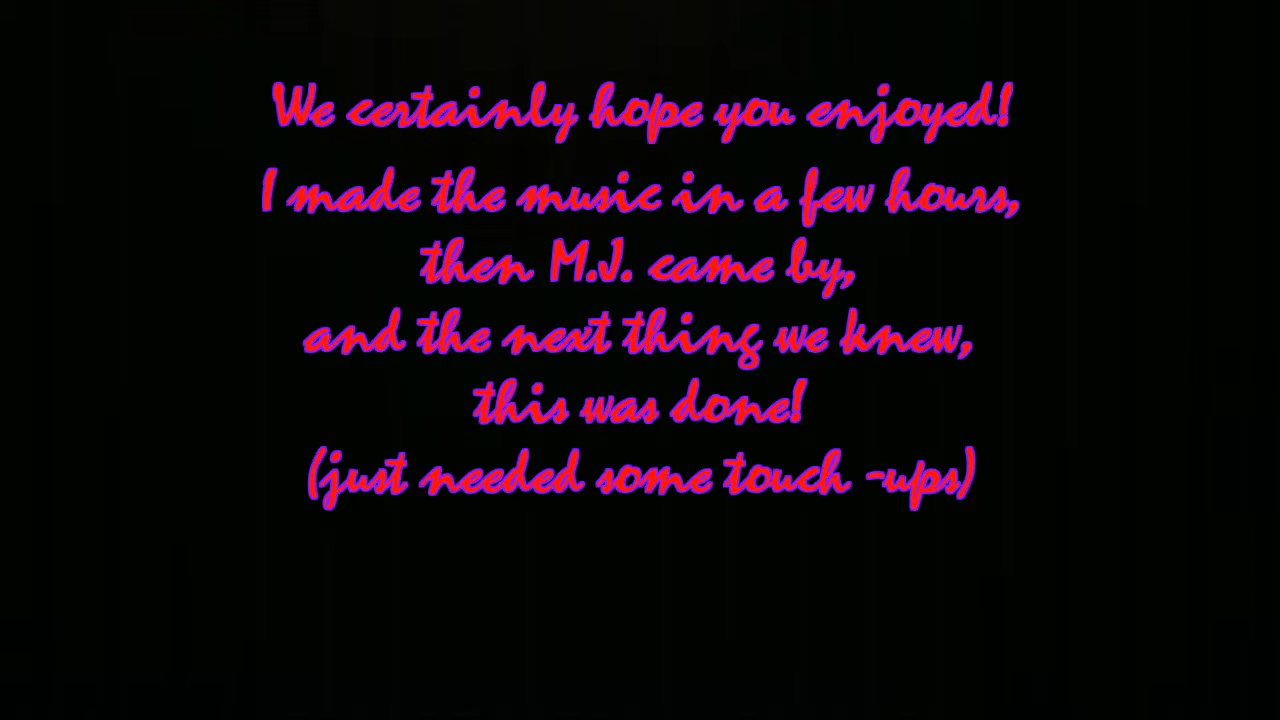 We certainly hope you enjoyed!
I made the music in a few hours,
then M.J. came by,
and the next thing we knew,
this was done!
(just needed some touch -ups)